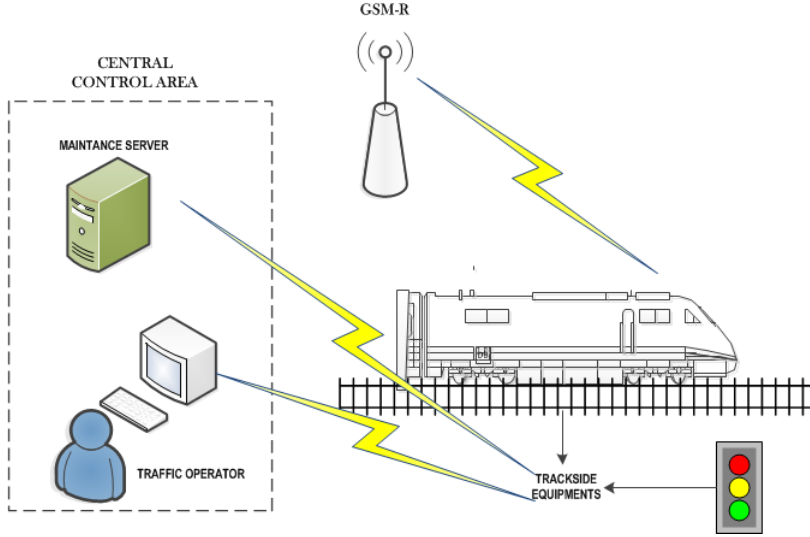 GSM-R
CENTRAL
CONTROL AREA
MAINTANCE SERVER
TRAFFIC OPERATOR
TRACKSIDE
EQUIPMENTS